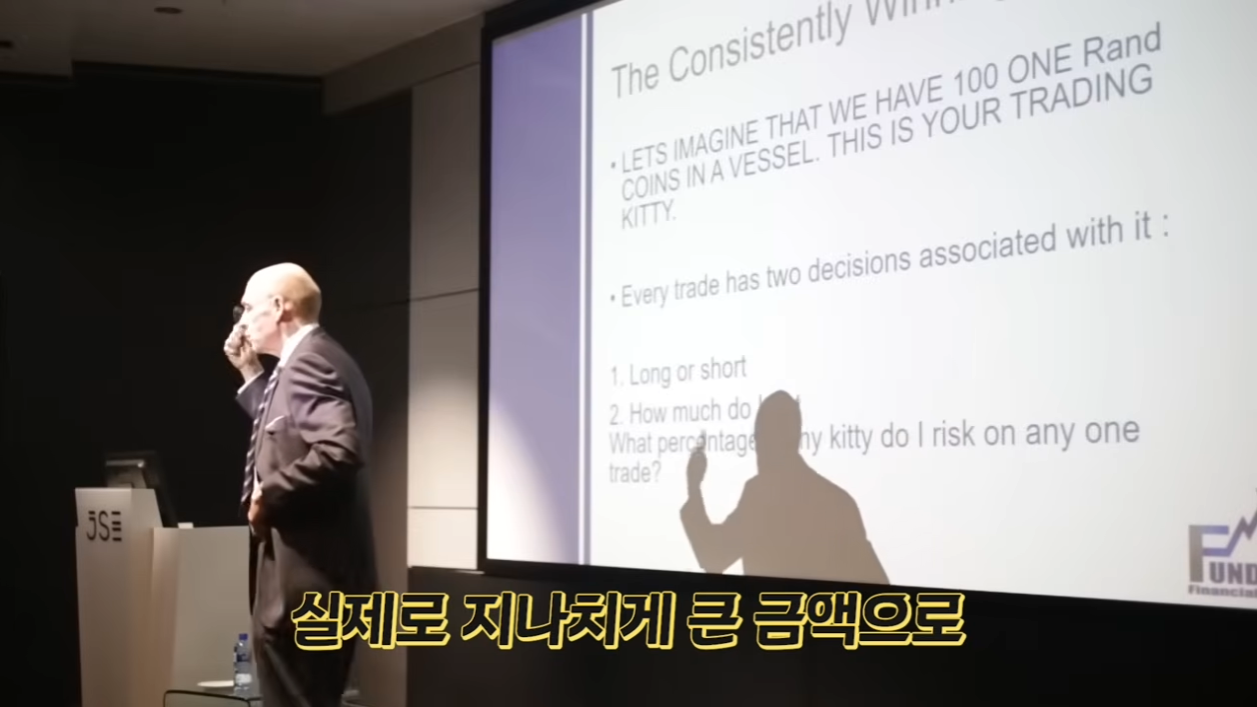 The Consistently
• LETS IMAGINE THAT WE HAVE 100 ONE Rand
COINS IN A VESSEL. THIS IS YOUR TRADING
KITTY.
• Every trade has two decisions associated with it :
1. Long or short
2. How much do
What percentage my kitty do I risk on any one
trade?
JSE
FUND
Financial
실제로 지나치게 큰 금액으로